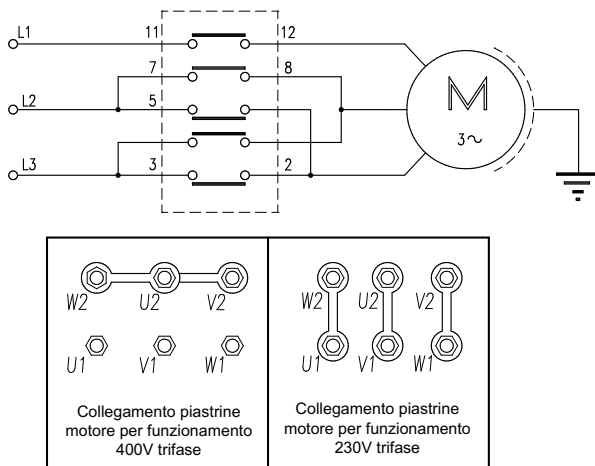 L1 11 12
7 8
L2 5
L3 3 2
M
3~
W2 U2 V2
U1 V1 W1
Collegamento piastrine
motore per funzionamento
400V trifase
W2 U2 V2
U1 V1 W1
Collegamento piastrine
motore per funzionamento
230V trifase